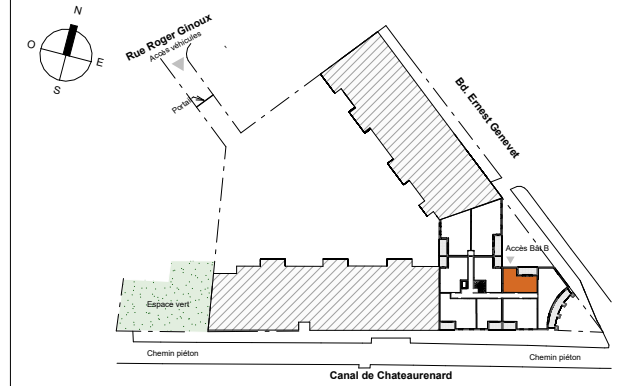 N
O
E
S
Rue Roger Ginoux
Accès véhicules
Portail
Bd. Ernest Genevet
Accès Bât B
Espace vert
Chemin piéton
Chemin piéton
Canal de Chateaurenard